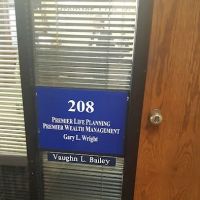 208
Premier Life Planning
Premier Wealth Management
Gary L. Wright
Vaughn L. Bailey